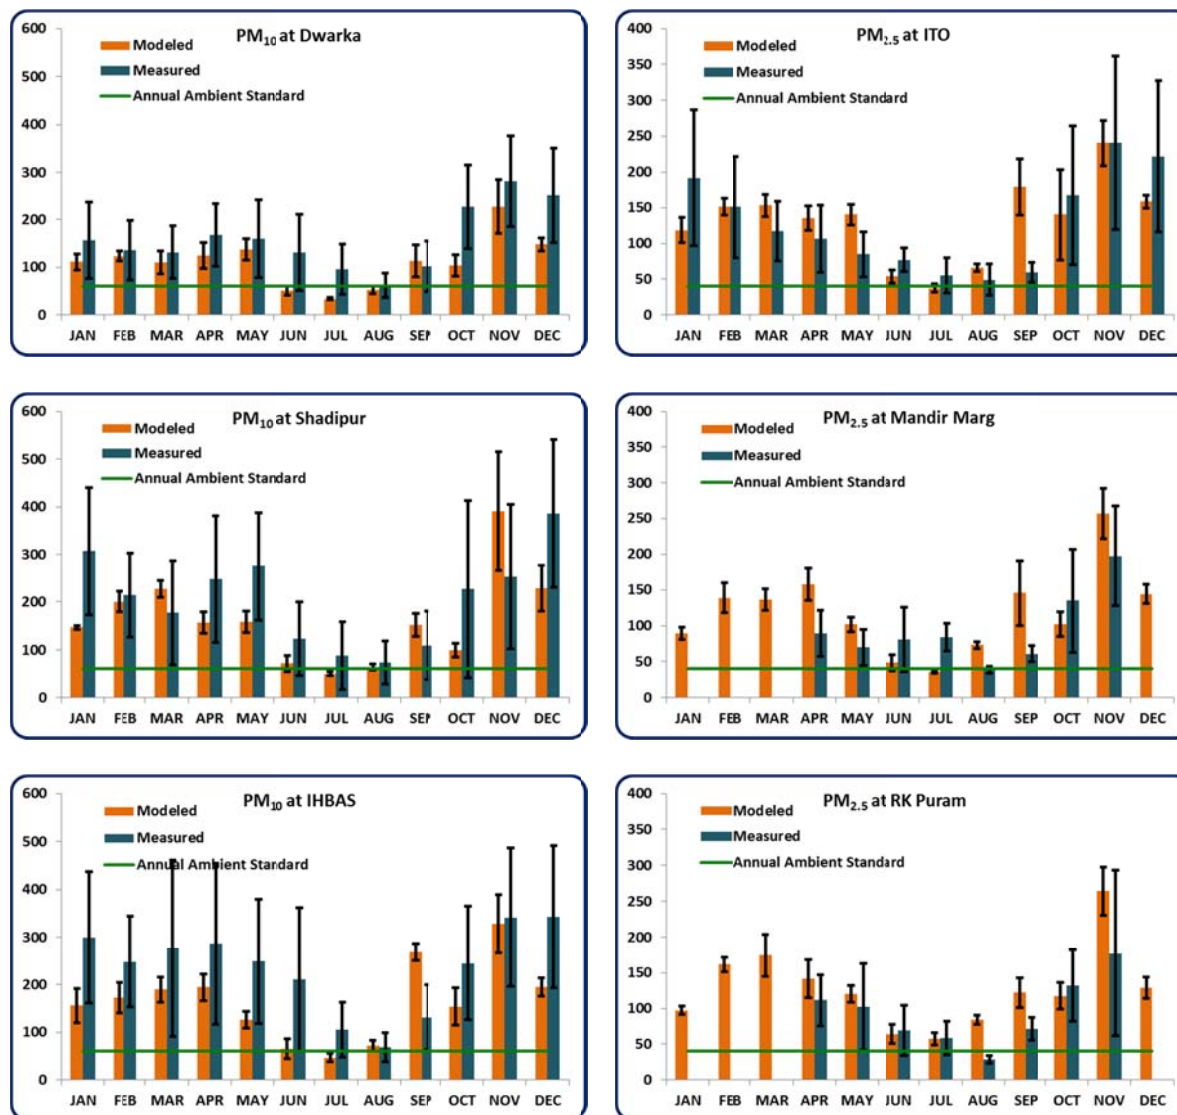 PM10 at Dwarka
Modeled
Measured
Annual Ambient Standard
600
500
400
300
200
100
0
JAN FEB MAR APR MAY JUN JUL AUG SEP OCT NOV DEC
PM2.5 at ITO
Modeled
Measured
Annual Ambient Standard
400
350
300
250
200
150
100
50
0
JAN FEB MAR APR MAY JUN JUL AUG SEP OCT NOV DEC
PM10 at Shadipur
Modeled
Measured
Annual Ambient Standard
600
500
400
300
200
100
0
JAN FEB MAR APR MAY JUN JUL AUG SEP OCT NOV DEC
PM2.5 at Mandir Marg
Modeled
Measured
Annual Ambient Standard
400
350
300
250
200
150
100
50
0
JAN FEB MAR APR MAY JUN JUL AUG SEP OCT NOV DEC
PM10 at IHBAS
Modeled
Measured
Annual Ambient Standard
600
500
400
300
200
100
0
JAN FEB MAR APR MAY JUN JUL AUG SEP OCT NOV DEC
PM2.5 at RK Puram
Modeled
Measured
Annual Ambient Standard
400
350
300
250
200
150
100
50
0
JAN FEB MAR APR MAY JUN JUL AUG SEP OCT NOV DEC